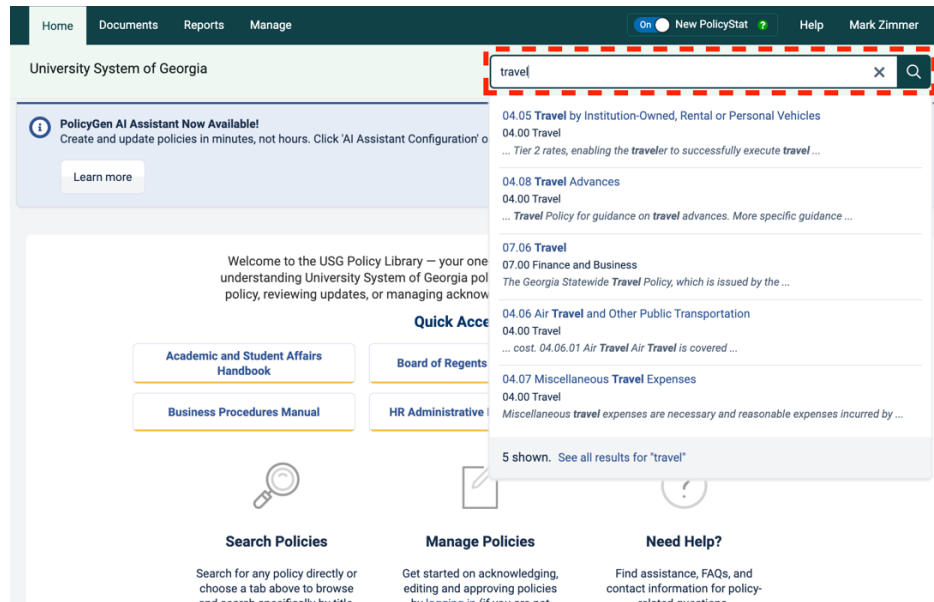 Home Documents Reports Manage On New PolicyStat ? Help Mark Zimmer
University System of Georgia
travel
PolicyGen AI Assistant Now Available!
Create and update policies in minutes, not hours. Click 'AI Assistant Configuration' o
Learn more
04.05 Travel by Institution-Owned, Rental or Personal Vehicles
04.00 Travel
... Tier 2 rates, enabling the traveler to successfully execute travel ...
04.08 Travel Advances
04.00 Travel
... Travel Policy for guidance on travel advances. More specific guidance ...
07.06 Travel
07.00 Finance and Business
The Georgia Statewide Travel Policy, which is issued by the ...
04.06 Air Travel and Other Public Transportation
04.00 Travel
... cost. 04.06.01 Air Travel Air Travel is covered ...
04.07 Miscellaneous Travel Expenses
04.00 Travel
Miscellaneous travel expenses are necessary and reasonable expenses incurred by ...
5 shown. See all results for "travel"
Welcome to the USG Policy Library — your one
understanding University System of Georgia pol
policy, reviewing updates, or managing acknow
Quick Acce
Academic and Student Affairs
Handbook
Board of Regents
Business Procedures Manual
HR Administrative
Search Policies
Search for any policy directly or
choose a tab above to browse
and search specifically by title
Manage Policies
Get started on acknowledging,
editing and approving policies
by logging in (if you are not
Need Help?
Find assistance, FAQs, and
contact information for policy-
related questions